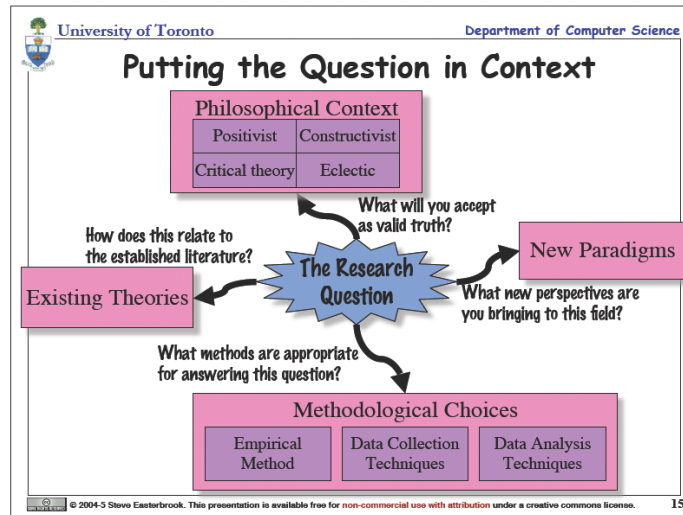 University of Toronto
Department of Computer Science
Putting the Question in Context
Philosophical Context
Positivist
Constructivist
Critical theory
Eclectic
What will you accept
as valid truth?
How does this relate to
the established literature?
New Paradigms
The Research
Question
Existing Theories
What new perspectives are
you bringing to this field?
What methods are appropriate
for answering this question?
Methodological Choices
Empirical
Method
Data Collection
Techniques
Data Analysis
Techniques
© 2004-5 Steve Easterbrook. This presentation is available free for non-commercial use with attribution under a creative commons license.
15